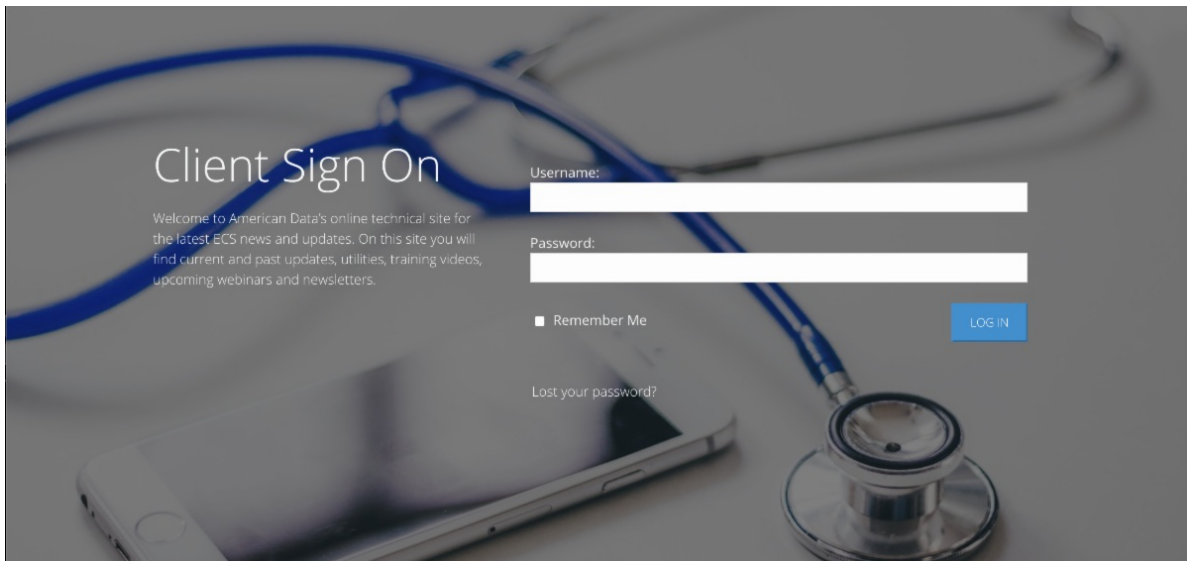 Client Sign On
Welcome to American Data's online technical site for
the latest ECS news and updates. On this site you will
find current and past updates, utilities, training videos,
upcoming webinars and newsletters.
Username:
Password:
Remember Me
LOG IN
Lost your password?